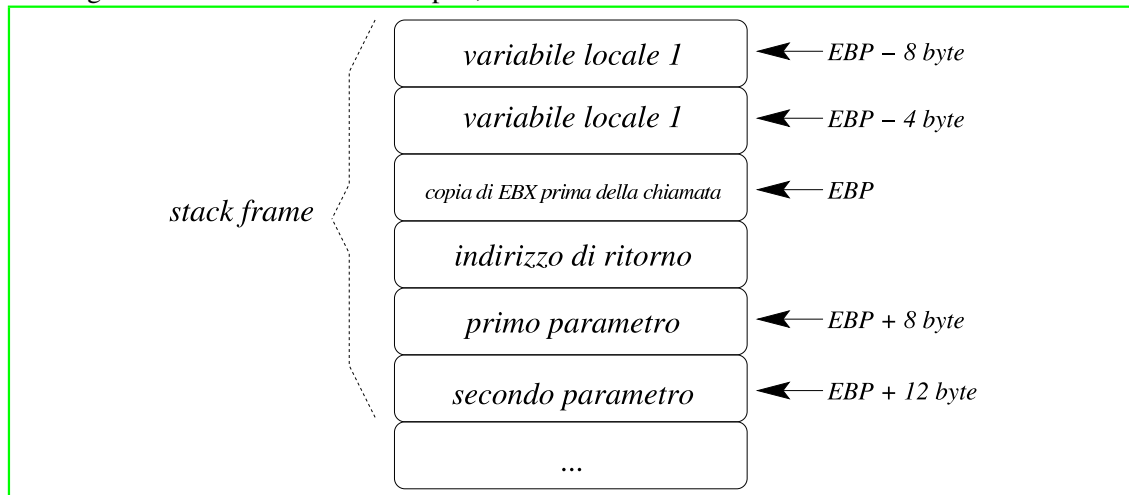 variabile locale 1
EBP − 8 byte
variabile locale 1
EBP − 4 byte
copia di EBX prima della chiamata
EBP
stack frame
indirizzo di ritorno
primo parametro
EBP + 8 byte
secondo parametro
EBP + 12 byte
...